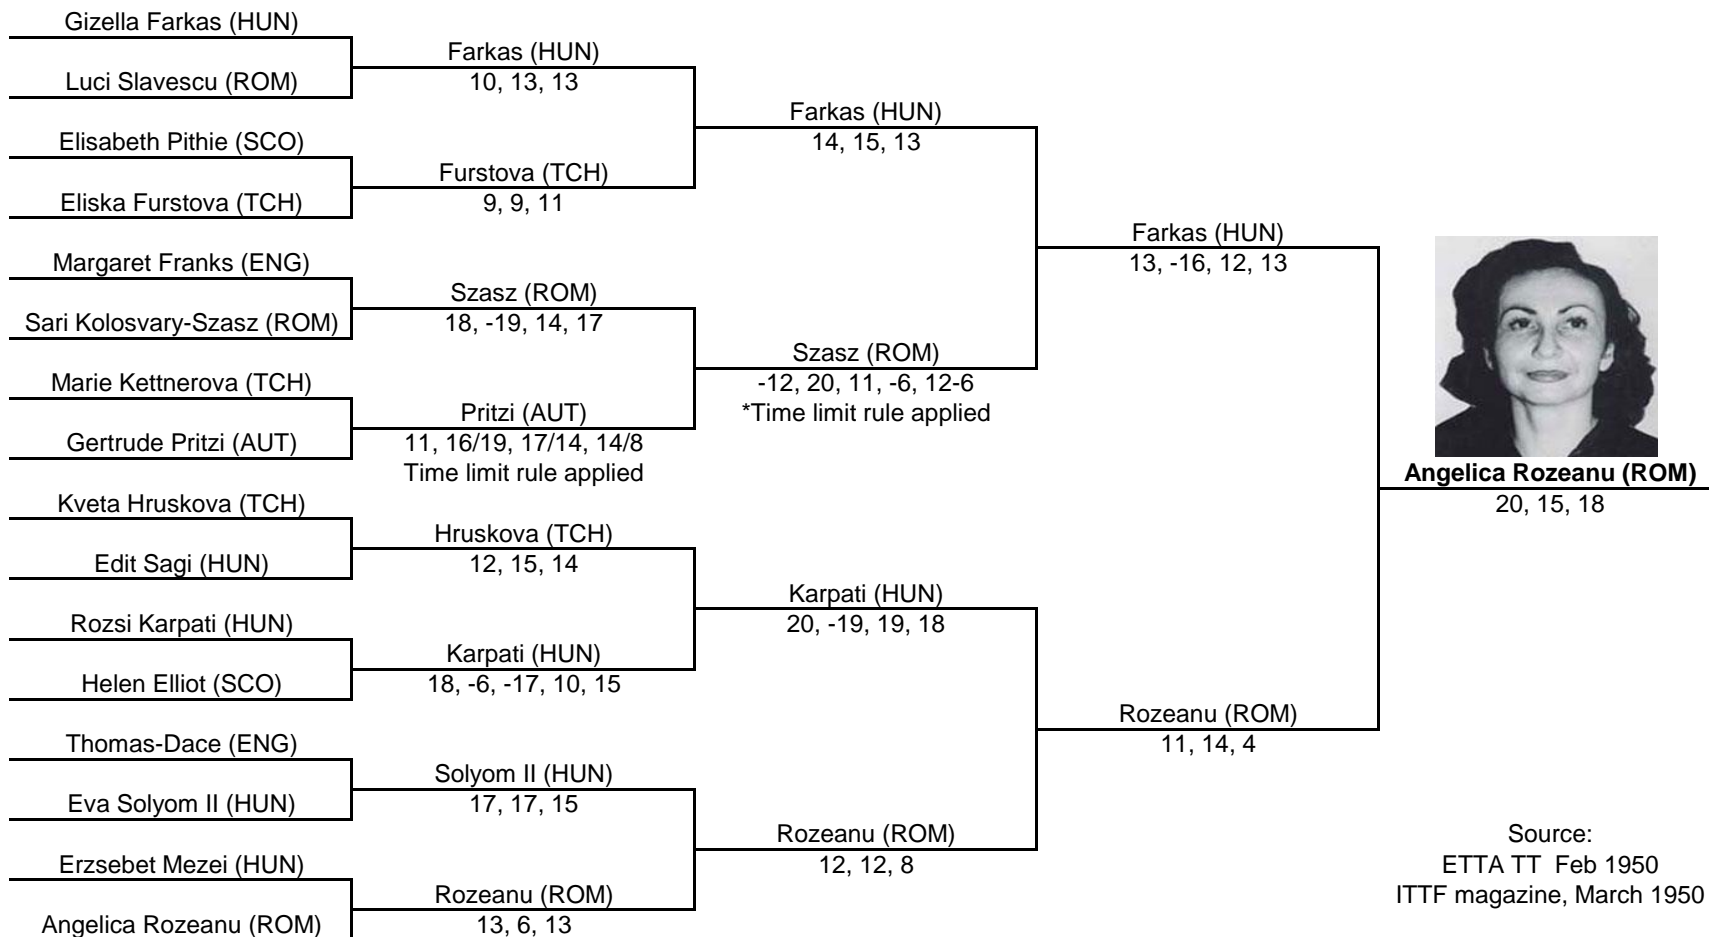 Gizella Farkas (HUN)
Luci Slavescu (ROM)
Elisabeth Pithie (SCO)
Eliska Furstova (TCH)
Margaret Franks (ENG)
Sari Kolosvary-Szasz (ROM)
Marie Kettnerova (TCH)
Gertrude Pritzi (AUT)
Kveta Hruskova (TCH)
Edit Sagi (HUN)
Rozsi Karpati (HUN)
Helen Elliot (SCO)
Thomas-Dace (ENG)
Eva Solyom II (HUN)
Erzsebet Mezei (HUN)
Angelica Rozeanu (ROM)
Farkas (HUN)
10, 13, 13
Furstova (TCH)
9, 9, 11
Szasz (ROM)
18, -19, 14, 17
Pritzi (AUT)
11, 16/19, 17/14, 14/8
Time limit rule applied
Hruskova (TCH)
12, 15, 14
Karpati (HUN)
18, -6, -17, 10, 15
Solyom II (HUN)
17, 17, 15
Rozeanu (ROM)
13, 6, 13
Farkas (HUN)
14, 15, 13
Szasz (ROM)
-12, 20, 11, -6, 12-6
*Time limit rule applied
Karpati (HUN)
20, -19, 19, 18
Rozeanu (ROM)
12, 12, 8
Farkas (HUN)
13, -16, 12, 13
Rozeanu (ROM)
11, 14, 4
Angelica Rozeanu (ROM)
20, 15, 18
Source:
ETTA TT  Feb 1950
ITTF magazine, March 1950